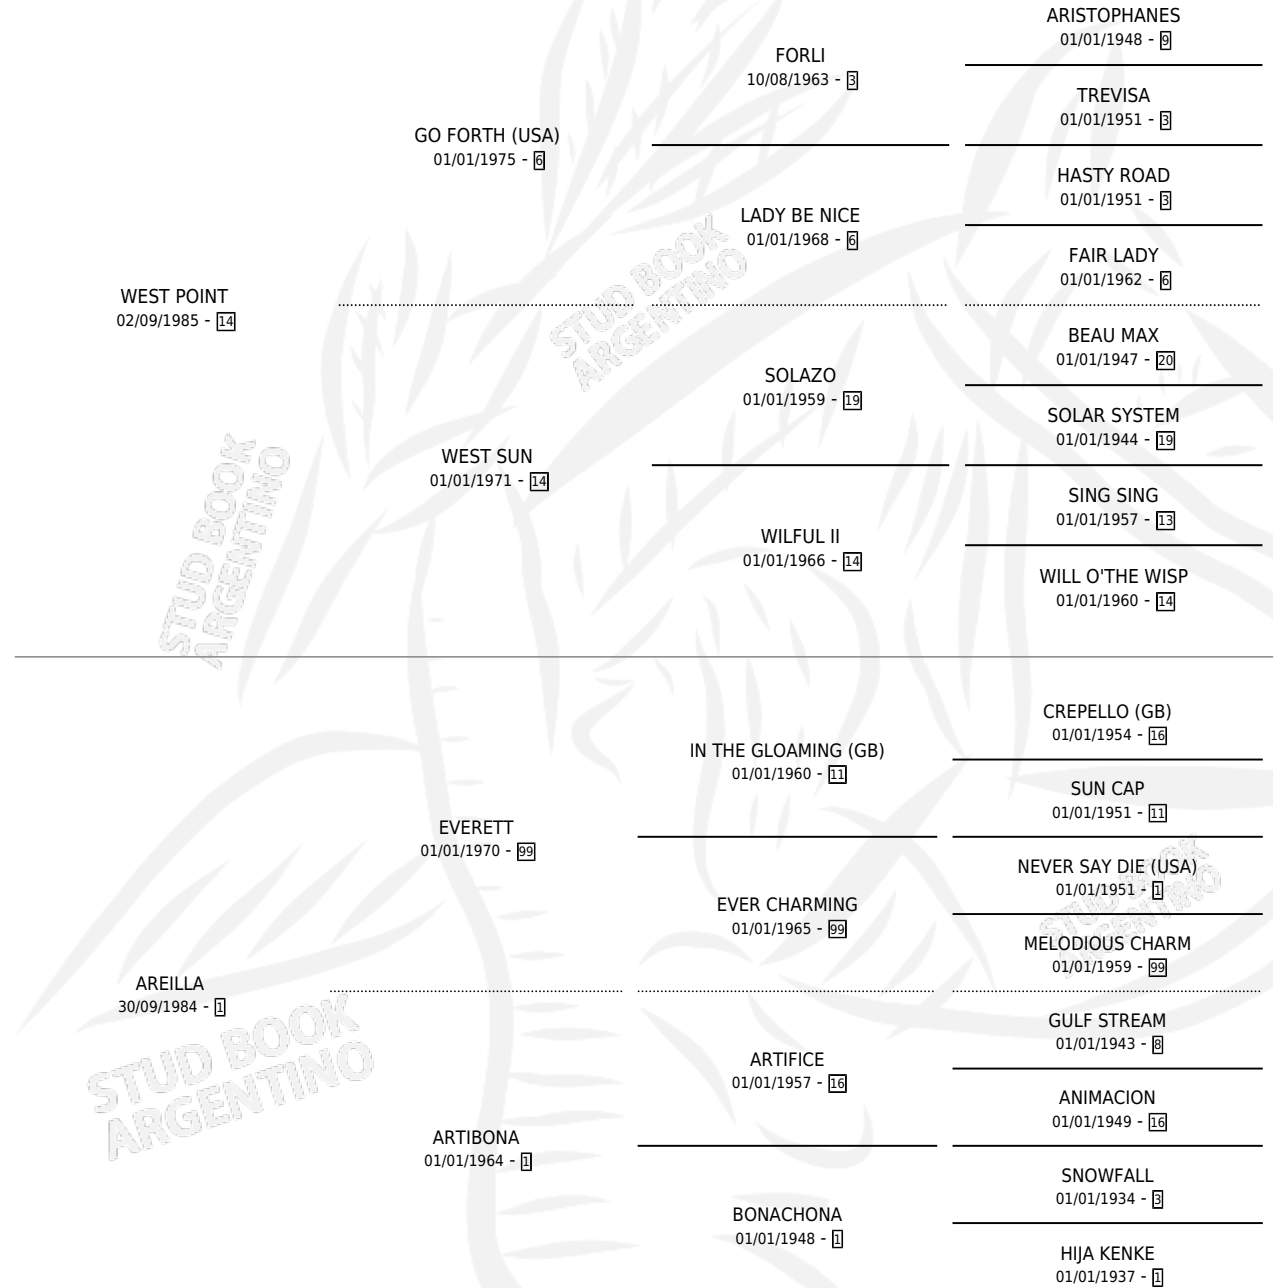 ARISTOPHANES
01/01/1948 - 9
FORLI
10/08/1963 - 3
TREVISA
01/01/1951 - 3
GO FORTH (USA)
01/01/1975 - 6
HASTY ROAD
01/01/1951 - 3
LADY BE NICE
01/01/1968 - 6
FAIR LADY
01/01/1962 - 6
WEST POINT
02/09/1985 - 14
BEAU MAX
01/01/1947 - 20
SOLAZO
01/01/1959 - 19
SOLAR SYSTEM
01/01/1944 - 19
WEST SUN
01/01/1971 - 14
SING SING
01/01/1957 - 13
WILFUL II
01/01/1966 - 14
WILL O'THE WISP
01/01/1960 - 14
CREPELLO (GB)
01/01/1954 - 16
IN THE GLOAMING (GB)
01/01/1960 - 11
SUN CAP
01/01/1951 - 11
EVERETT
01/01/1970 - 99
NEVER SAY DIE (USA)
01/01/1951 - 1
EVER CHARMING
01/01/1965 - 99
MELODIOUS CHARM
01/01/1959 - 99
AREILLA
30/09/1984 - 1
GULF STREAM
01/01/1943 - 8
ARTIFICE
01/01/1957 - 16
ANIMACION
01/01/1949 - 16
ARTIBONA
01/01/1964 - 1
SNOWFALL
01/01/1934 - 3
BONACHONA
01/01/1948 - 1
HIJA KENKE
01/01/1937 - 1
STUD BOOK
ARGENTINO
STUD BOOK
ARGENTINO
STUD BOOK
ARGENTINO
STUD BOOK
ARGENTINO